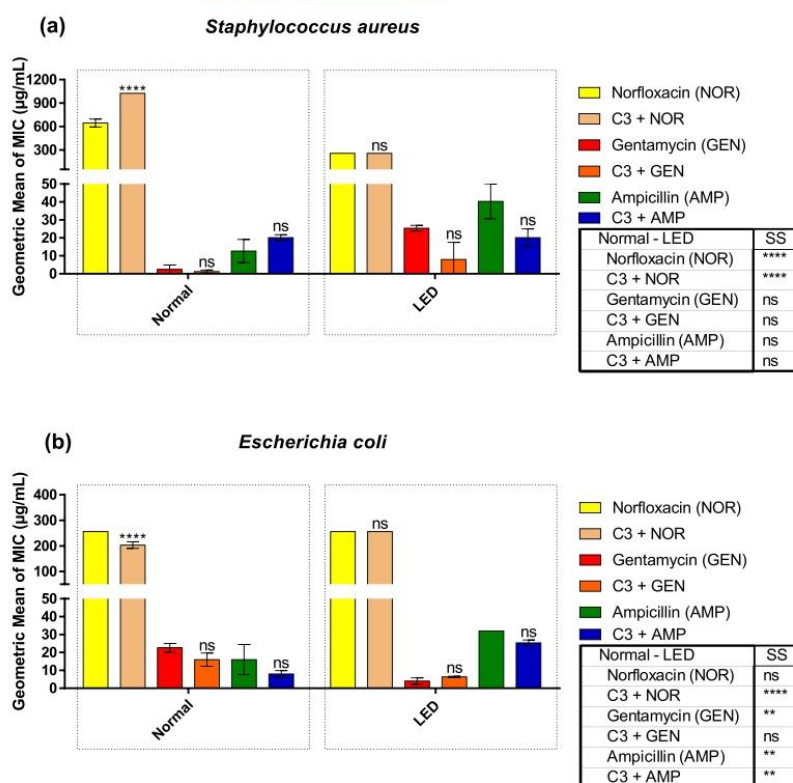 (a)
Staphylococcus aureus
Geometric Mean of MIC (µg/mL)
1200
900
600
300
50
40
30
20
10
0
****
ns
ns
ns
ns
ns
Normal
LED
Norfloxacin (NOR)
C3 + NOR
Gentamycin (GEN)
C3 + GEN
Ampicillin (AMP)
C3 + AMP
Normal - LED SS
Norfloxacin (NOR) ****
C3 + NOR ****
Gentamycin (GEN) ns
C3 + GEN ns
Ampicillin (AMP) ns
C3 + AMP ns
(b)
Escherichia coli
Geometric Mean of MIC (µg/mL)
400
300
200
100
50
40
30
20
10
0
****
ns
ns
ns
ns
ns
Normal
LED
Norfloxacin (NOR)
C3 + NOR
Gentamycin (GEN)
C3 + GEN
Ampicillin (AMP)
C3 + AMP
Normal - LED SS
Norfloxacin (NOR) ns
C3 + NOR ****
Gentamycin (GEN) **
C3 + GEN ns
Ampicillin (AMP) **
C3 + AMP **